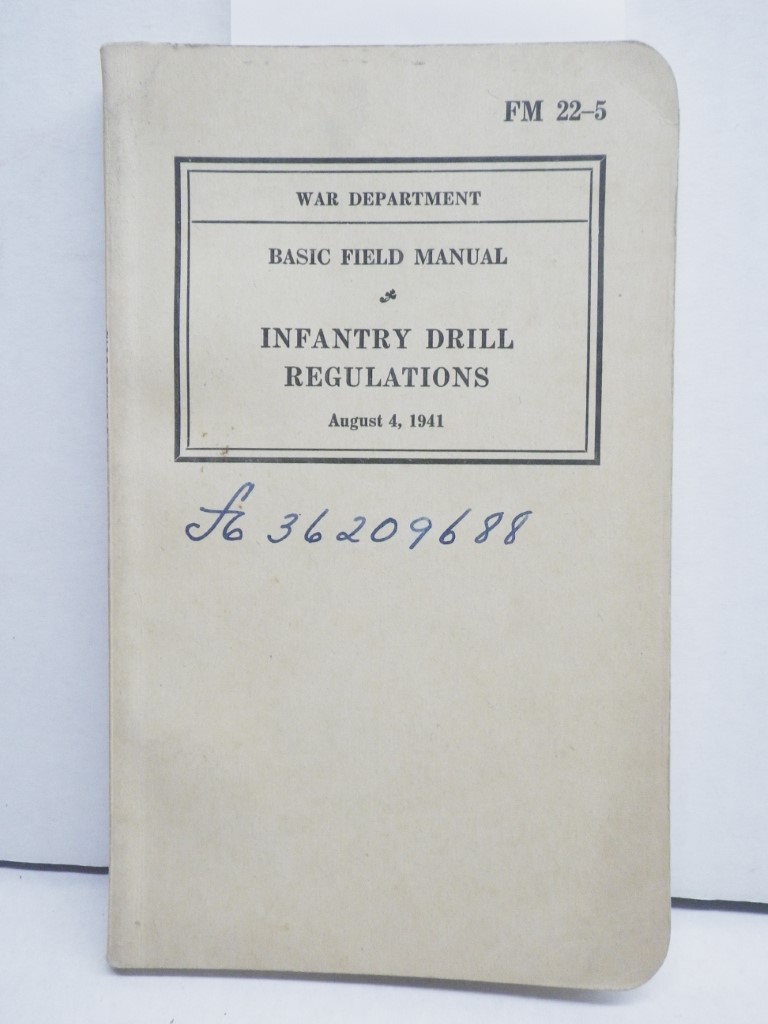 FM 22–5
WAR DEPARTMENT
BASIC FIELD MANUAL
INFANTRY DRILL
REGULATIONS
August 4, 1941
36209688